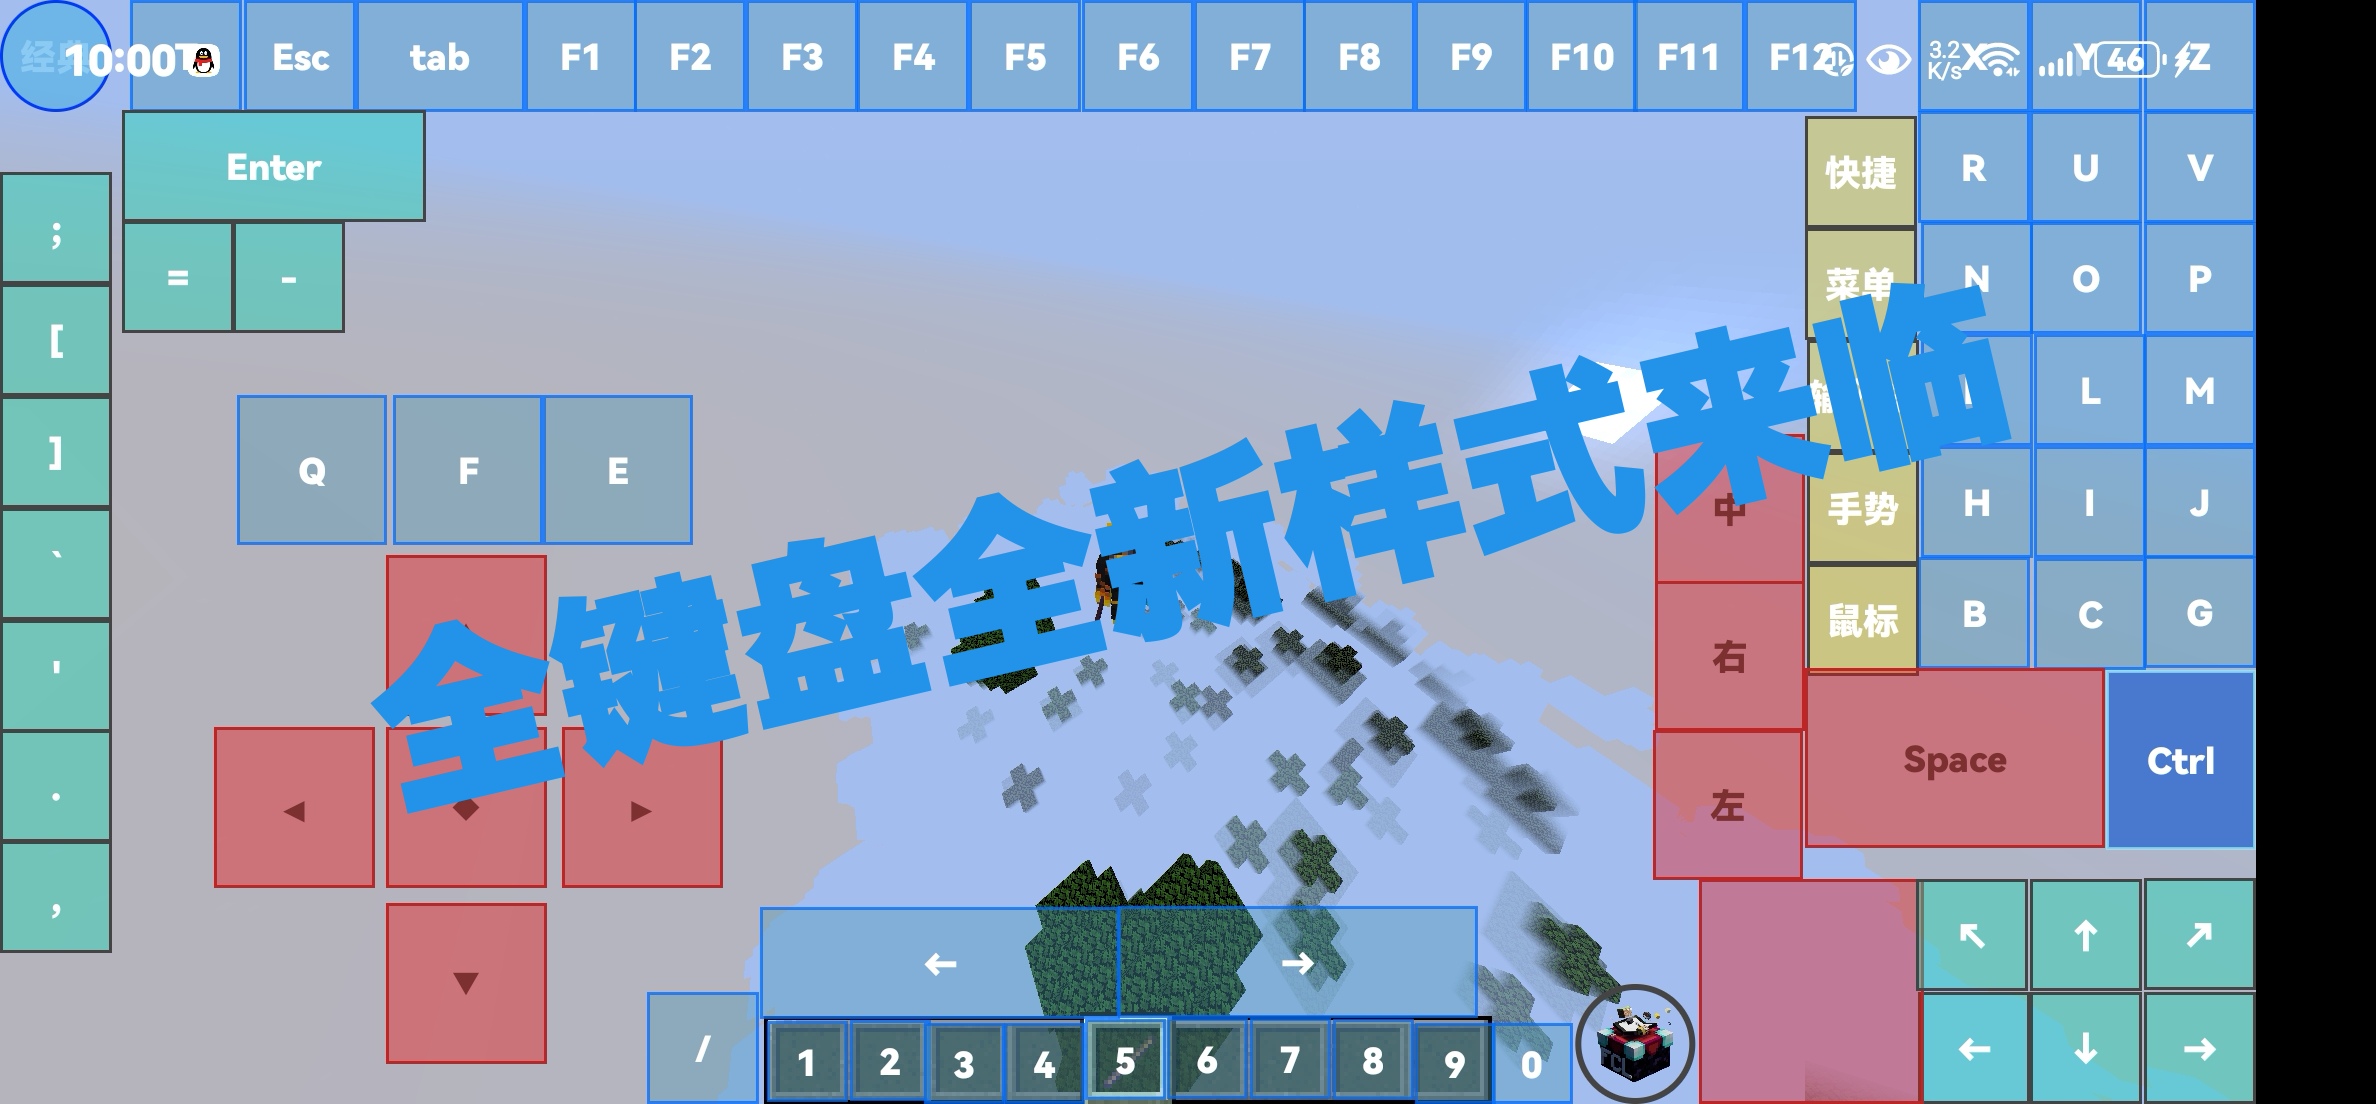 经典
10:00
Esc
tab
F1
F2
F3
F4
F5
F6
F7
F8
F9
F10
F11
F12
3.2 K/s
X
Y
46
Z
Enter
快捷
R
U
V
;
=
-
菜单
N
O
P
[
L
M
]
Q
F
E
中
手势
H
I
J
`
全键盘全新样式来临
鼠标
B
C
G
'
右
Space
Ctrl
◀
◆
▶
左
.
,
←
→
↖
↑
↗
▼
/
1
2
3
4
5
6
7
8
9
0
←
↓
→